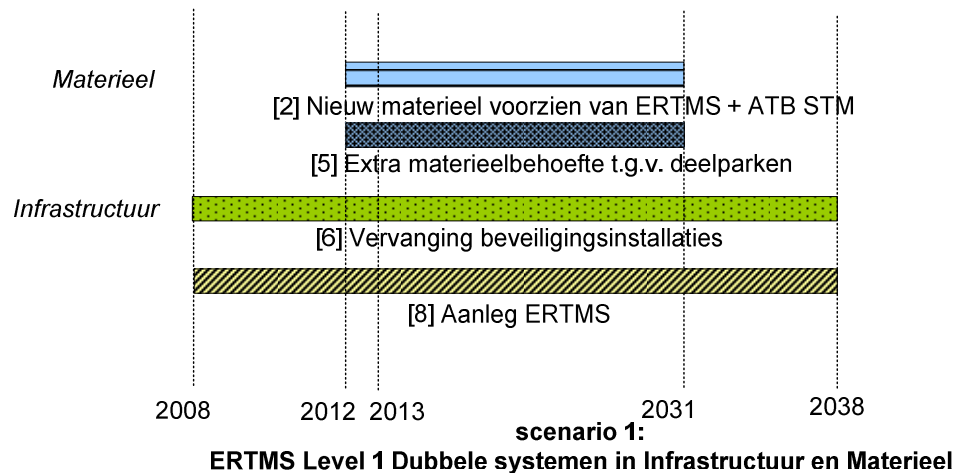 Materieel
[2] Nieuw materieel voorzien van ERTMS + ATB STM
[5] Extra materieelbehoefte t.g.v. deelparken
Infrastructuur
[6] Vervanging beveiligingsinstallaties
[8] Aanleg ERTMS
2008 2012 2013 2031 2038
scenario 1:
ERTMS Level 1 Dubbele systemen in Infrastructuur en Materieel